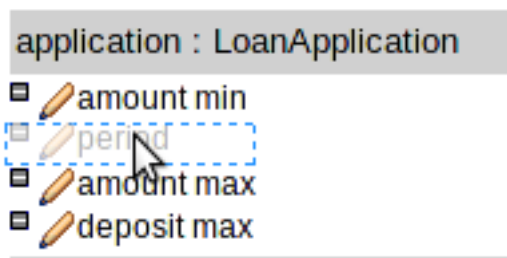 application : LoanApplication
amount min
period
amount max
deposit max